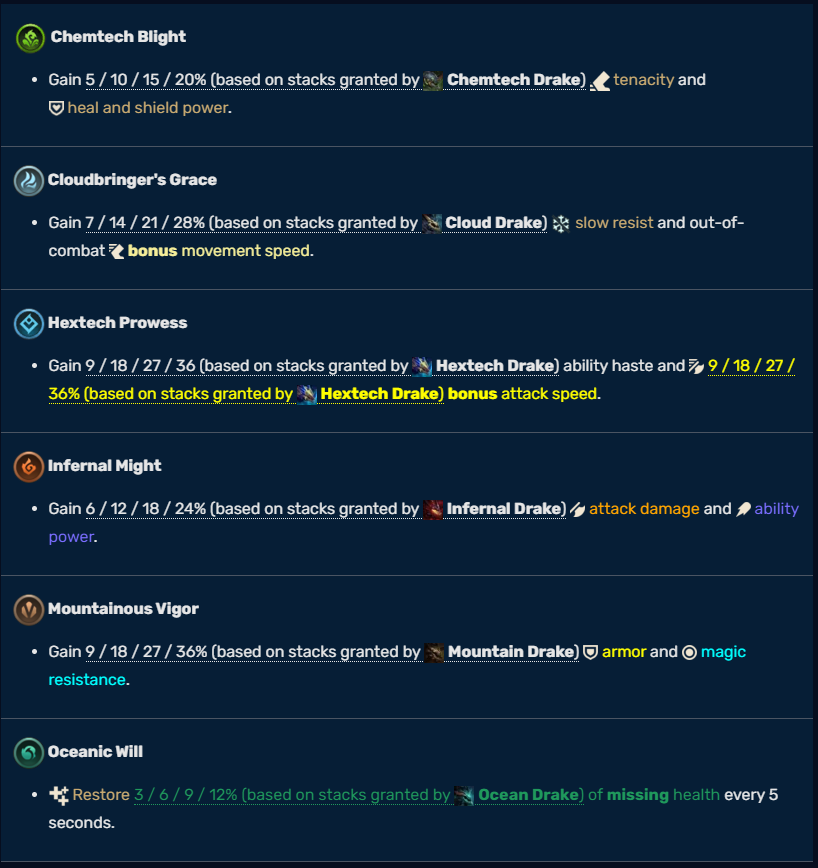 Chemtech Blight
• Gain 5 / 10 / 15 / 20% (based on stacks granted by Chemtech Drake) tenacity and
heal and shield power.
Cloudbringer's Grace
• Gain 7 / 14 / 21 / 28% (based on stacks granted by Cloud Drake) slow resist and out-of-
combat bonus movement speed.
Hextech Prowess
• Gain 9 / 18 / 27 / 36 (based on stacks granted by Hextech Drake) ability haste and 9 / 18 / 27 /
36% (based on stacks granted by Hextech Drake) bonus attack speed.
Infernal Might
• Gain 6 / 12 / 18 / 24% (based on stacks granted by Infernal Drake) attack damage and ability
power.
Mountainous Vigor
• Gain 9 / 18 / 27 / 36% (based on stacks granted by Mountain Drake) armor and magic
resistance.
Oceanic Will
• Restore 3 / 6 / 9 / 12% (based on stacks granted by Ocean Drake) of missing health every 5
seconds.